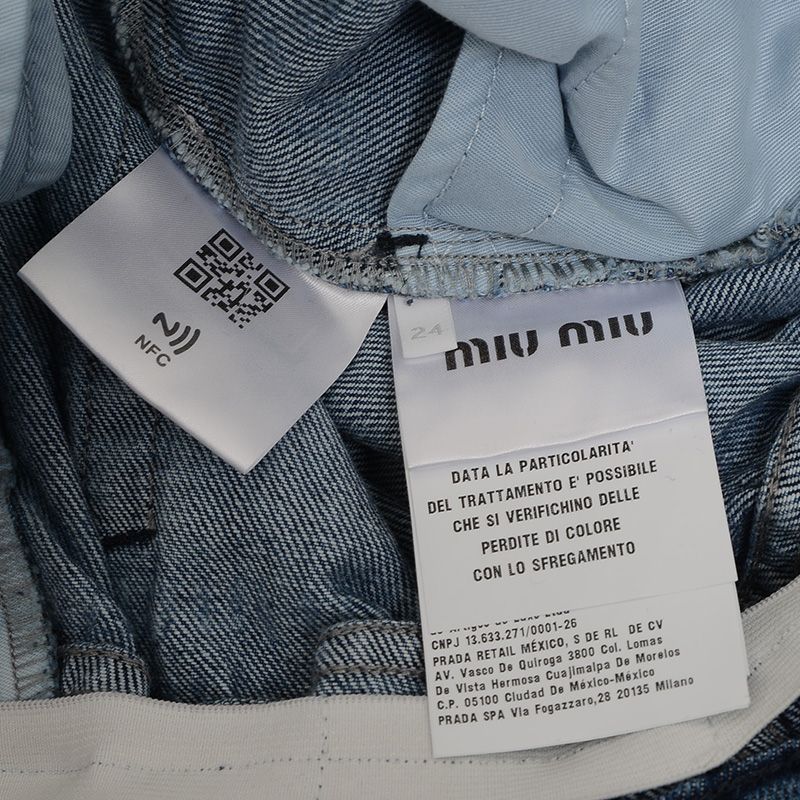 NFC
24
miu miu
DATA LA PARTICOLARITA'
DEL TRATTAMENTO E' POSSIBILE
CHE SI VERIFICHINO DELLE
PERDITE DI COLORE
CON LO SFREGAMENTO
CNPJ 13.633.271/0001-26
PRADA RETAIL MÉXICO, S DE RL DE CV
AV. Vasco De Quiroga 3800 Col. Lomas
De Vista Hermosa Cuajimalpa De Morelos
C.P. 05100 Ciudad De México-México
PRADA SPA Via Fogazzaro,28 20135 Milano